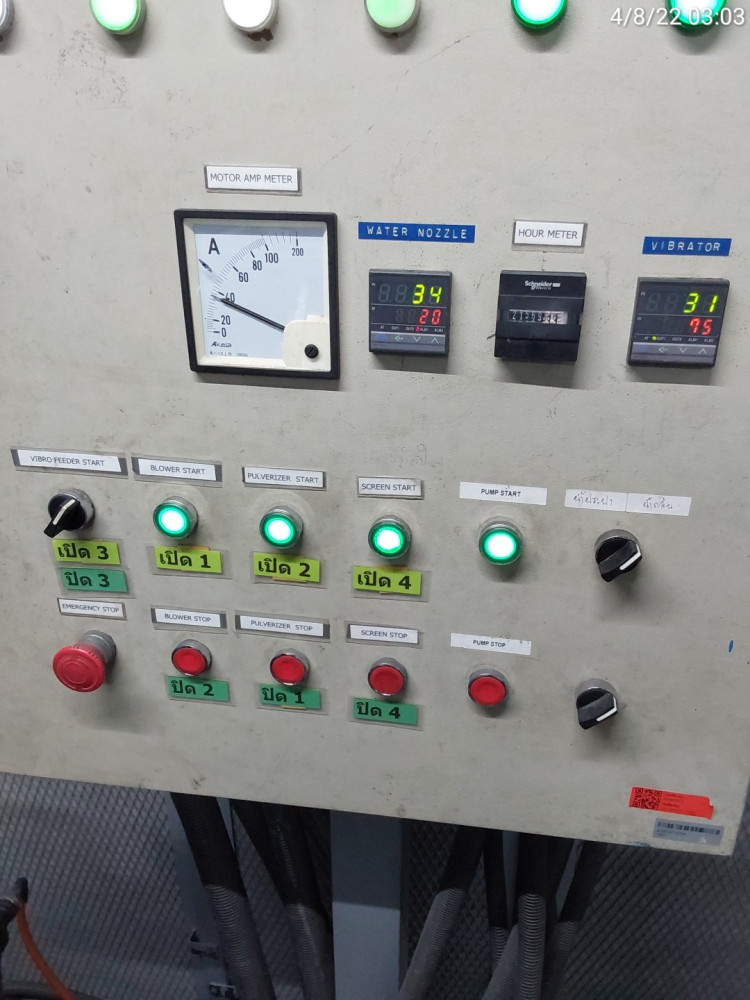 4/8/22 03:03
MOTOR AMP METER
WATER NOZZLE
HOUR METER
VIBRATOR
A
200
100
80
60
40
20
0
34
20
Schneider
31
75
VIBRO FEEDER START
BLOWER START
PULVERIZER START
SCREEN START
PUMP START
เปิด 3
เปิด 1
เปิด 2
เปิด 4
ปิด 3
EMERGENCY STOP
BLOWER STOP
PULVERIZER STOP
SCREEN STOP
PUMP STOP
ปิด 2
ปิด 1
ปิด 4